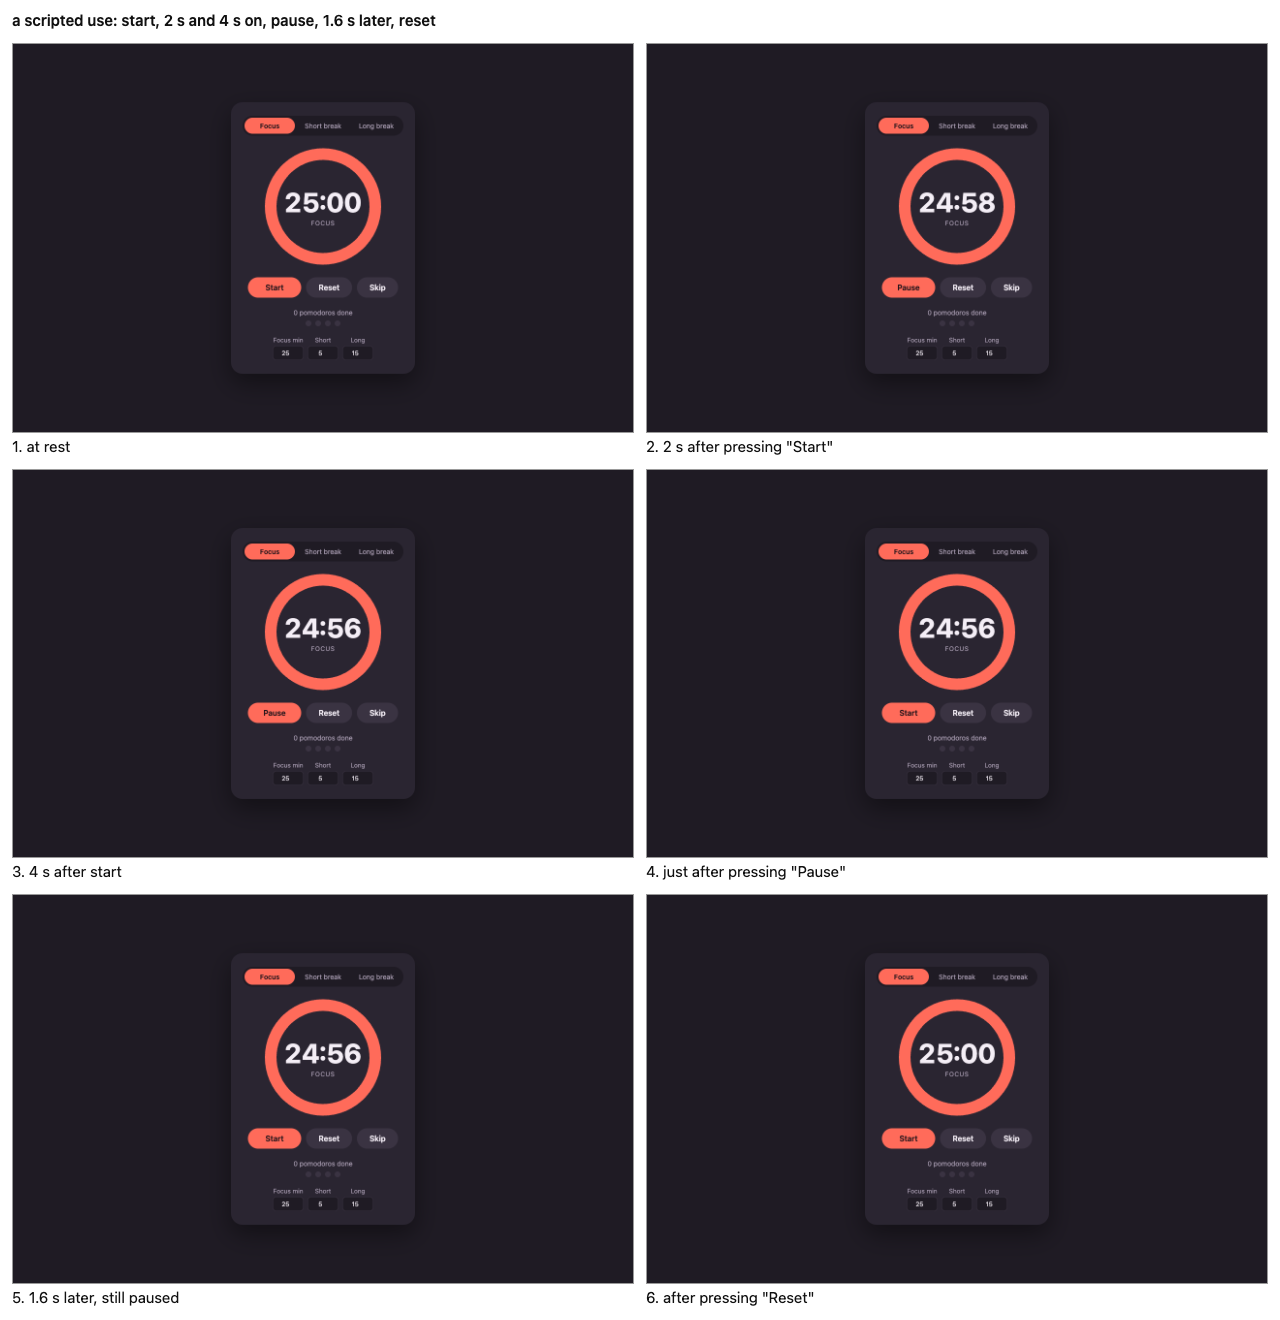 a scripted use: start, 2 s and 4 s on, pause, 1.6 s later, reset
Focus Short break Long break
25:00
FOCUS
Start Reset Skip
0 pomodoros done
Focus min Short Long
25 5 15
1. at rest
Focus Short break Long break
24:58
FOCUS
Pause Reset Skip
0 pomodoros done
Focus min Short Long
25 5 15
2. 2 s after pressing "Start"
Focus Short break Long break
24:56
FOCUS
Pause Reset Skip
0 pomodoros done
Focus min Short Long
25 5 15
3. 4 s after start
Focus Short break Long break
24:56
FOCUS
Start Reset Skip
0 pomodoros done
Focus min Short Long
25 5 15
4. just after pressing "Pause"
Focus Short break Long break
24:56
FOCUS
Start Reset Skip
0 pomodoros done
Focus min Short Long
25 5 15
5. 1.6 s later, still paused
Focus Short break Long break
25:00
FOCUS
Start Reset Skip
0 pomodoros done
Focus min Short Long
25 5 15
6. after pressing "Reset"